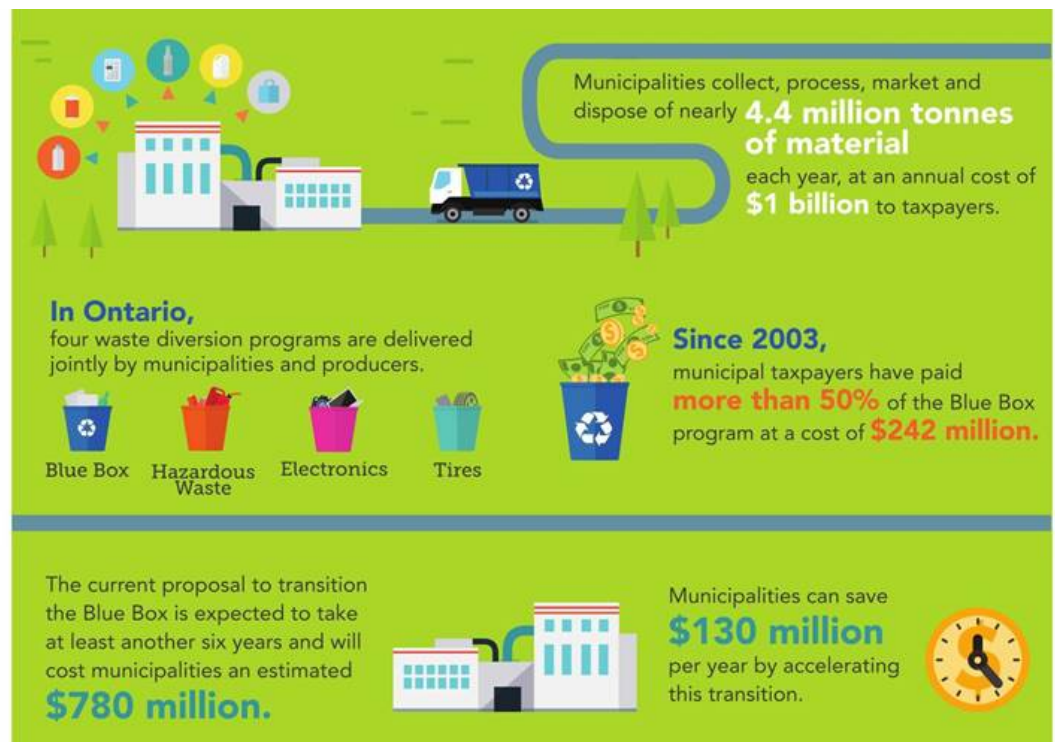 Municipalities collect, process, market and
dispose of nearly 4.4 million tonnes
of material
each year, at an annual cost of
$1 billion to taxpayers.
In Ontario,
four waste diversion programs are delivered
jointly by municipalities and producers.
Blue Box
Hazardous
Waste
Electronics
Tires
Since 2003,
municipal taxpayers have paid
more than 50% of the Blue Box
program at a cost of $242 million.
The current proposal to transition
the Blue Box is expected to take
at least another six years and will
cost municipalities an estimated
$780 million.
Municipalities can save
$130 million
per year by accelerating
this transition.